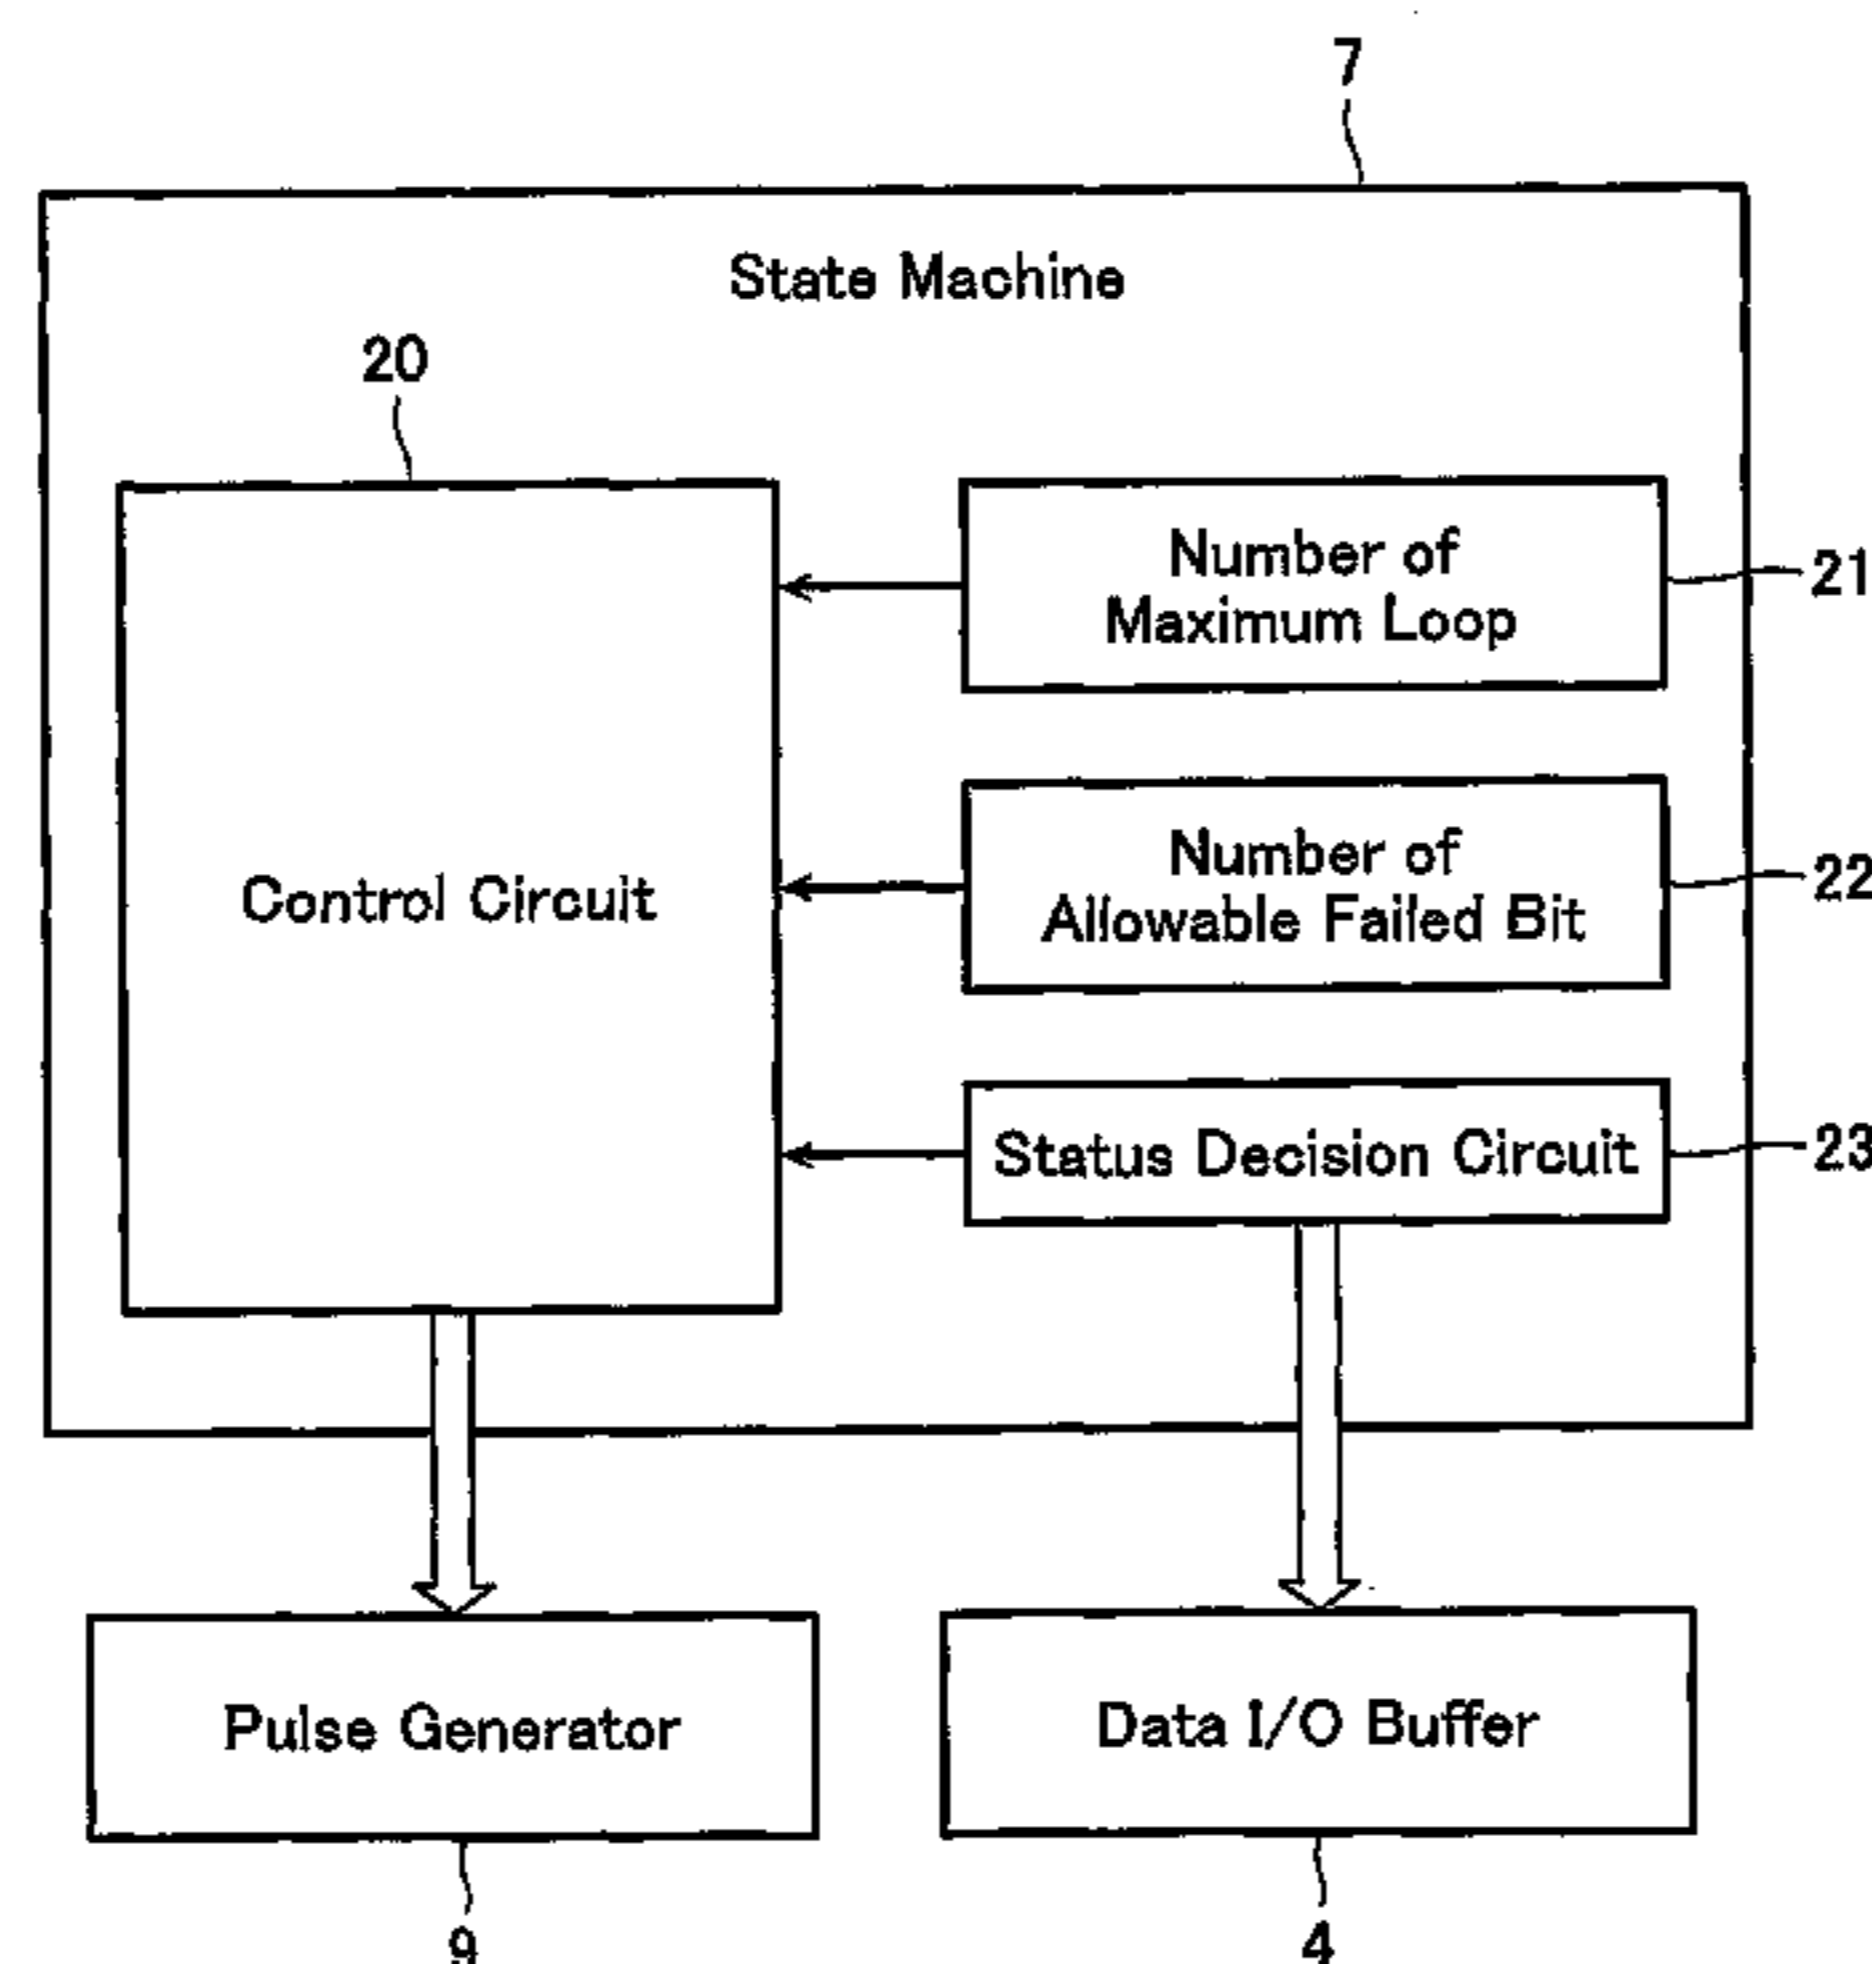 7
State Machine
20
Number of
Maximum Loop
21
Control Circuit
Number of
Allowable Failed Bit
22
Status Decision Circuit
23
Pulse Generator
Data I/O Buffer
9
4